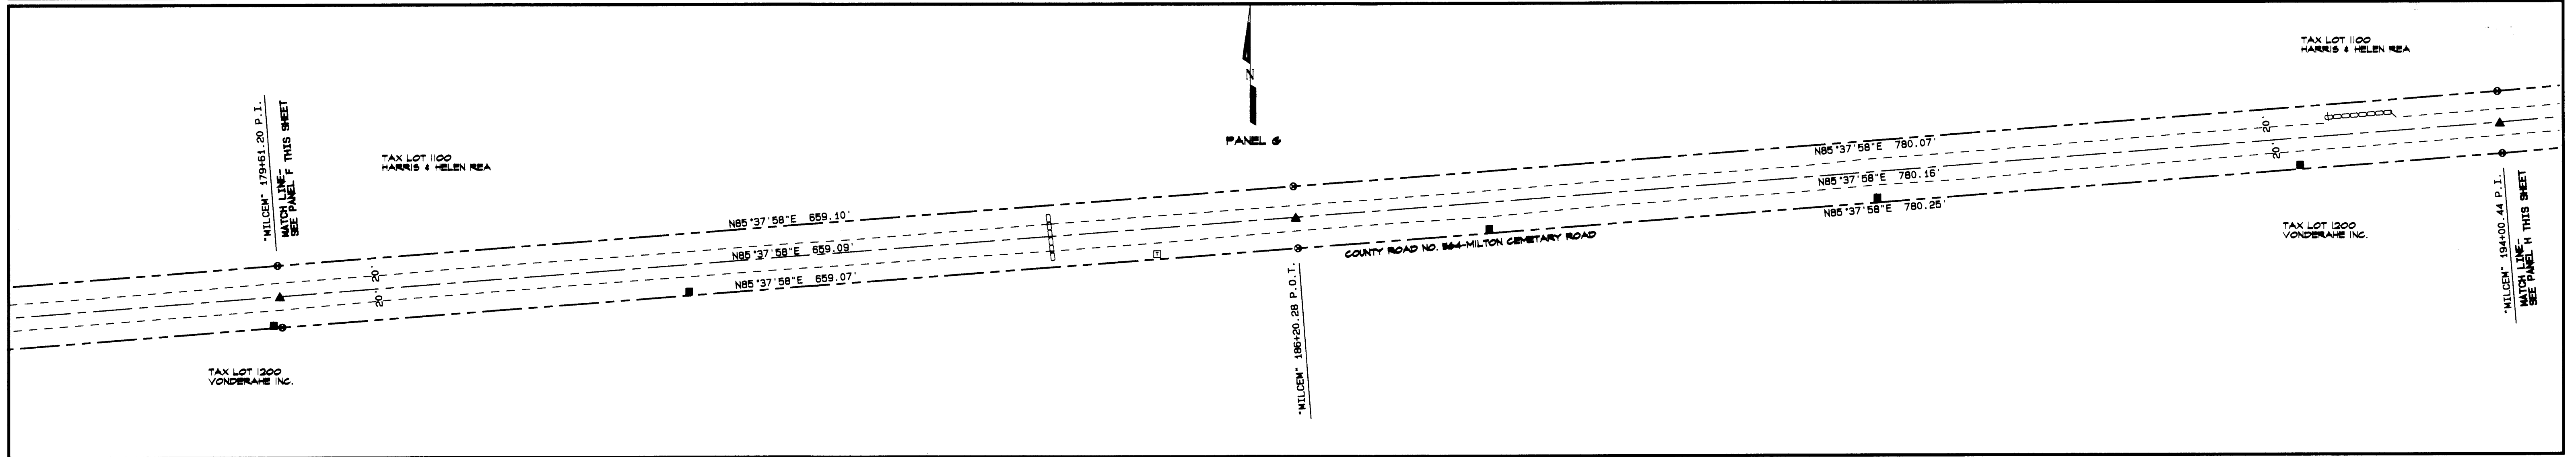 "MILCEM" 179+61.20 P.I.
MATCH LINE-
SEE PANEL F THIS SHEET
TAX LOT 1100
HARRIS & HELEN REA
20'
20'
TAX LOT 1200
VONDERAHE INC.
N85°37'58"E 659.10'
N85°37'58"E 659.09'
N85°37'58"E 659.07'
N
PANEL G
T
"MILCEM" 186+20.28 P.O.T.
COUNTY ROAD NO. 564-MILTON CEMETARY ROAD
N85°37'58"E 780.07'
N85°37'58"E 780.16'
N85°37'58"E 780.25'
20'
20'
TAX LOT 1100
HARRIS & HELEN REA
TAX LOT 1200
VONDERAHE INC.
"MILCEM" 194+00.44 P.I.
MATCH LINE-
SEE PANEL H THIS SHEET